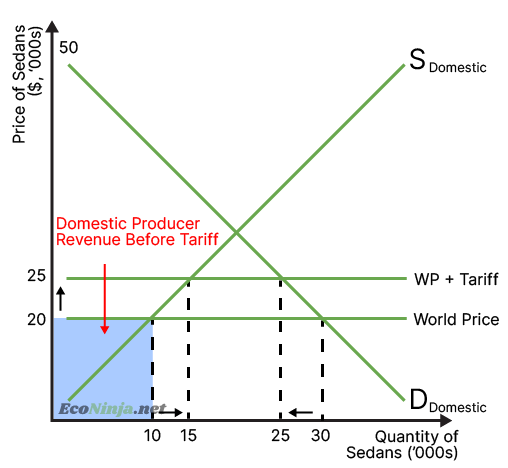 Price of Sedans
($, '000s)
50
S Domestic
Domestic Producer
Revenue Before Tariff
25
WP + Tariff
20
World Price
EcoNinja.net
D Domestic
10 15 25 30
Quantity of
Sedans ('000s)